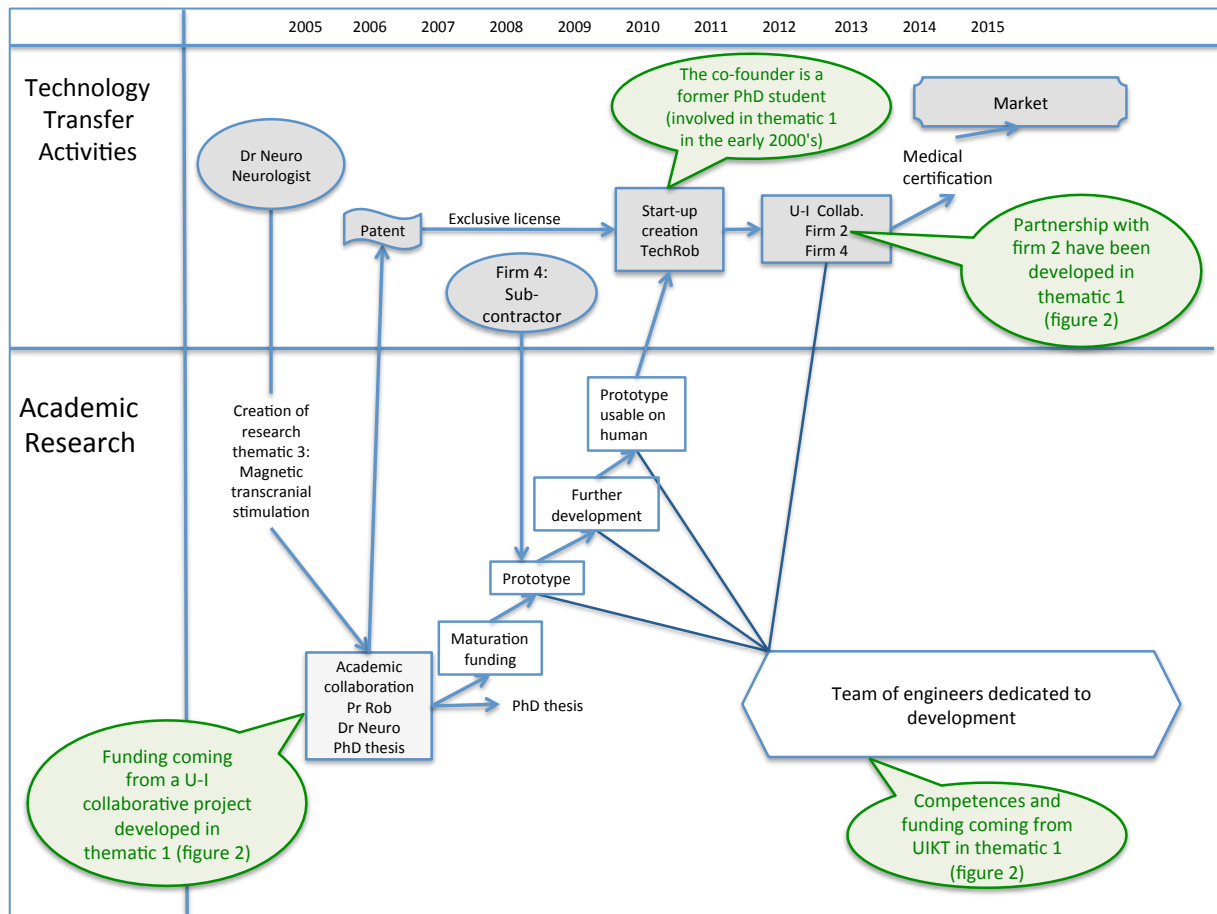 2005 2006 2007 2008 2009 2010 2011 2012 2013 2014 2015
Technology
Transfer
Activities
Dr Neuro
Neurologist
Patent
Exclusive license
Firm 4:
Sub-
contractor
The co-founder is a
former PhD student
(involved in thematic 1
in the early 2000's)
Start-up
creation
TechRob
U-I Collab.
Firm 2
Firm 4
Medical
certification
Market
Partnership with
firm 2 have been
developed in
thematic 1
(figure 2)
Academic
Research
Creation of
research
thematic 3:
Magnetic
transcranial
stimulation
Prototype
usable on
human
Further
development
Prototype
Maturation
funding
PhD thesis
Academic
collaboration
Pr Rob
Dr Neuro
PhD thesis
Funding coming
from a U-I
collaborative project
developed in
thematic 1 (figure 2)
Team of engineers dedicated to
development
Competences and
funding coming from
UIKT in thematic 1
(figure 2)